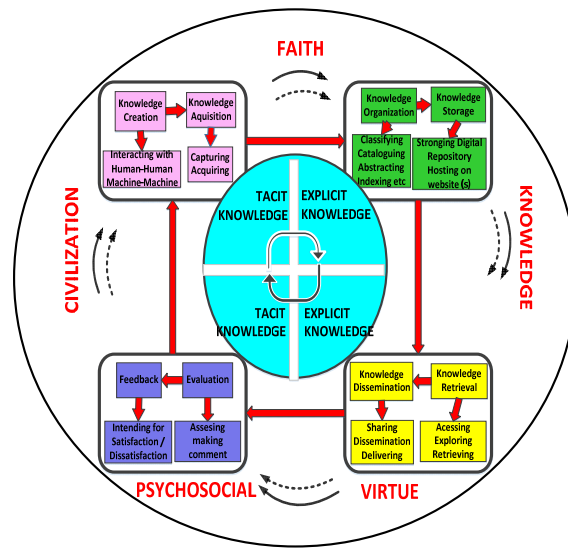 FAITH
Knowledge
Creation
Knowledge
Aquisition
Interacting with
Human-Human
Machine-Machine
Capturing
Acquiring
Knowledge
Organization
Knowledge
Storage
Classifying
Cataloguing
Abstracting
Indexing etc
Stronging Digital
Repository
Hosting on
website (s)
CIVILIZATION
KNOWLEDGE
TACIT
KNOWLEDGE
EXPLICIT
KNOWLEDGE
TACIT
KNOWLEDGE
EXPLICIT
KNOWLEDGE
Feedback
Evaluation
Intending for
Satisfaction /
Dissatisfaction
Assesing
making
comment
Knowledge
Dissemination
Knowledge
Retrieval
Sharing
Dissemination
Delivering
Acessing
Exploring
Retrieving
PSYCHOSOCIAL
VIRTUE